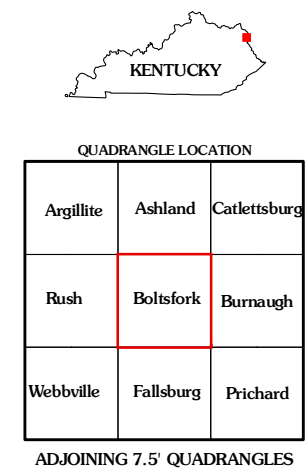 KENTUCKY
QUADRANGLE LOCATION
Argillite Ashland Catlettsburg
Rush Boltsfork Burnaugh
Webbville Fallsburg Prichard
ADJOINING 7.5' QUADRANGLES